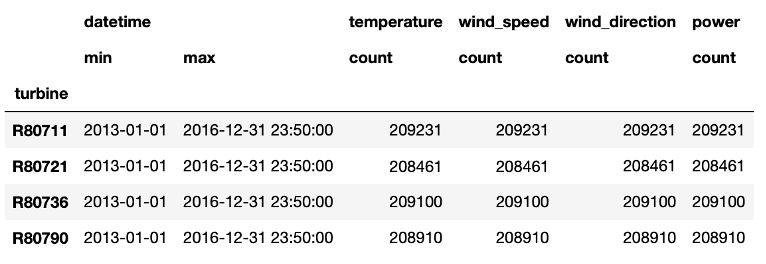 datetime temperature wind_speed wind_direction power
min max count count count count
turbine
R80711 2013-01-01 2016-12-31 23:50:00 209231 209231 209231 209231
R80721 2013-01-01 2016-12-31 23:50:00 208461 208461 208461 208461
R80736 2013-01-01 2016-12-31 23:50:00 209100 209100 209100 209100
R80790 2013-01-01 2016-12-31 23:50:00 208910 208910 208910 208910